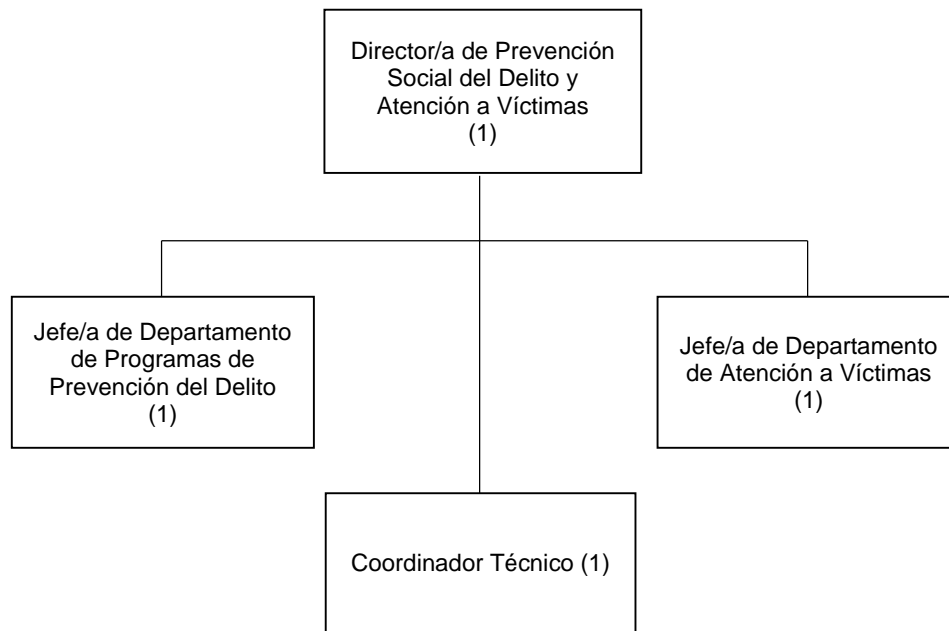 Director/a de Prevención
Social del Delito y
Atención a Víctimas
(1)
Jefe/a de Departamento
de Programas de
Prevención del Delito
(1)
Jefe/a de Departamento
de Atención a Víctimas
(1)
Coordinador Técnico (1)